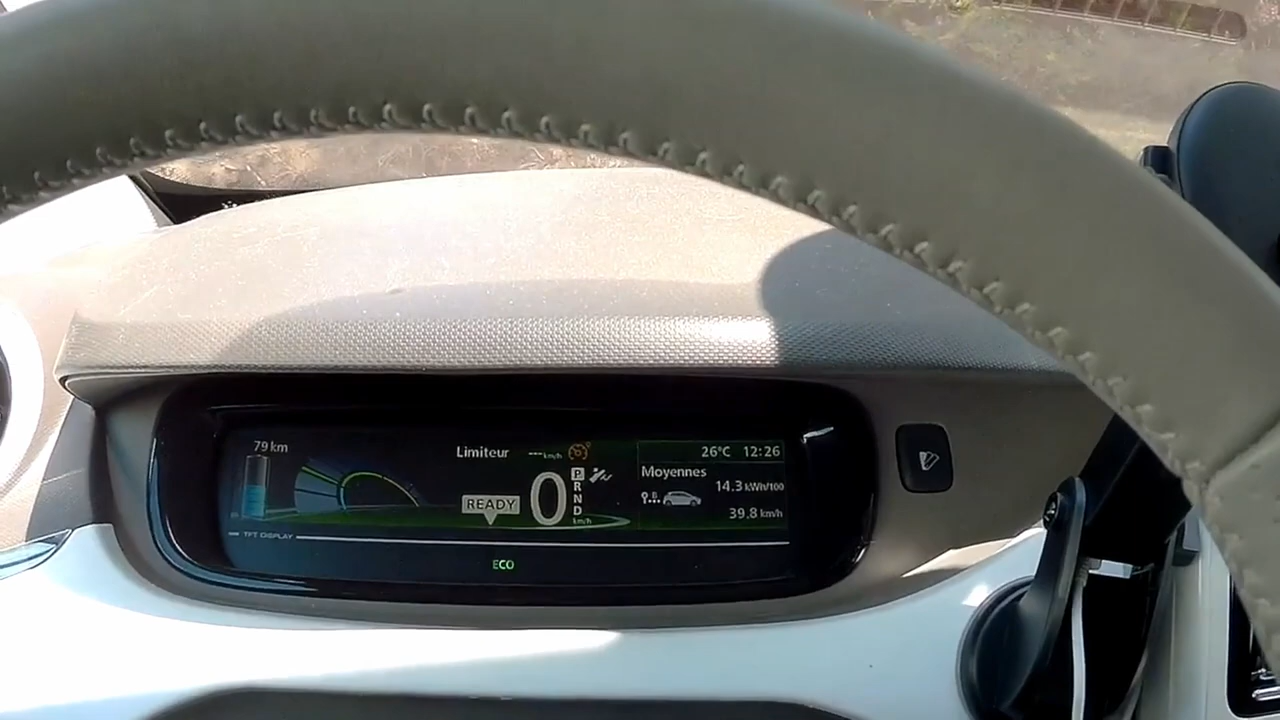 79 km
Limiteur ---km/h
26°C 12:26
Moyennes
14.3 kWh/100
39.8 km/h
READY
0
km/h
P
R
N
D
TFT DISPLAY
ECO